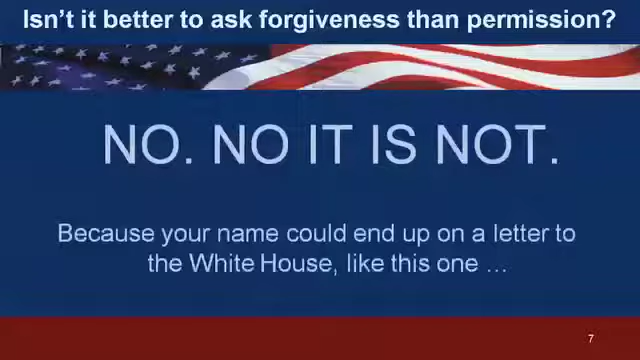 Isn’t it better to ask forgiveness than permission?
NO. NO IT IS NOT.
Because your name could end up on a letter to
the White House, like this one …
7